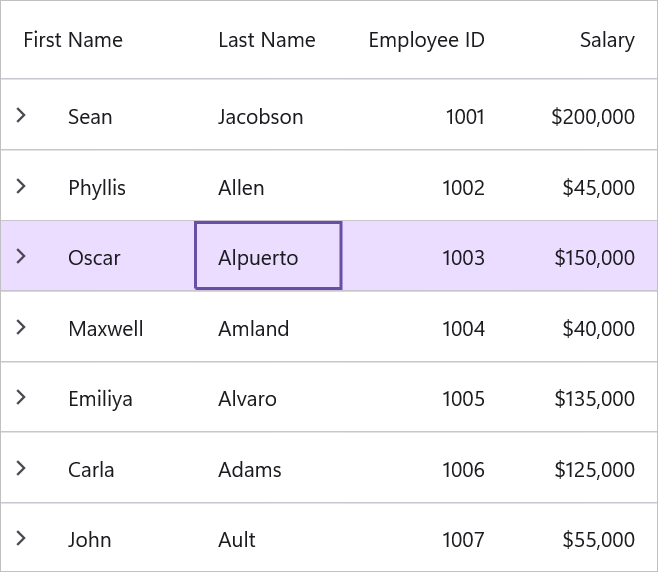 First Name Last Name Employee ID Salary
Sean Jacobson 1001 $200,000
Phyllis Allen 1002 $45,000
Oscar Alpuerto 1003 $150,000
Maxwell Amland 1004 $40,000
Emiliya Alvaro 1005 $135,000
Carla Adams 1006 $125,000
John Ault 1007 $55,000